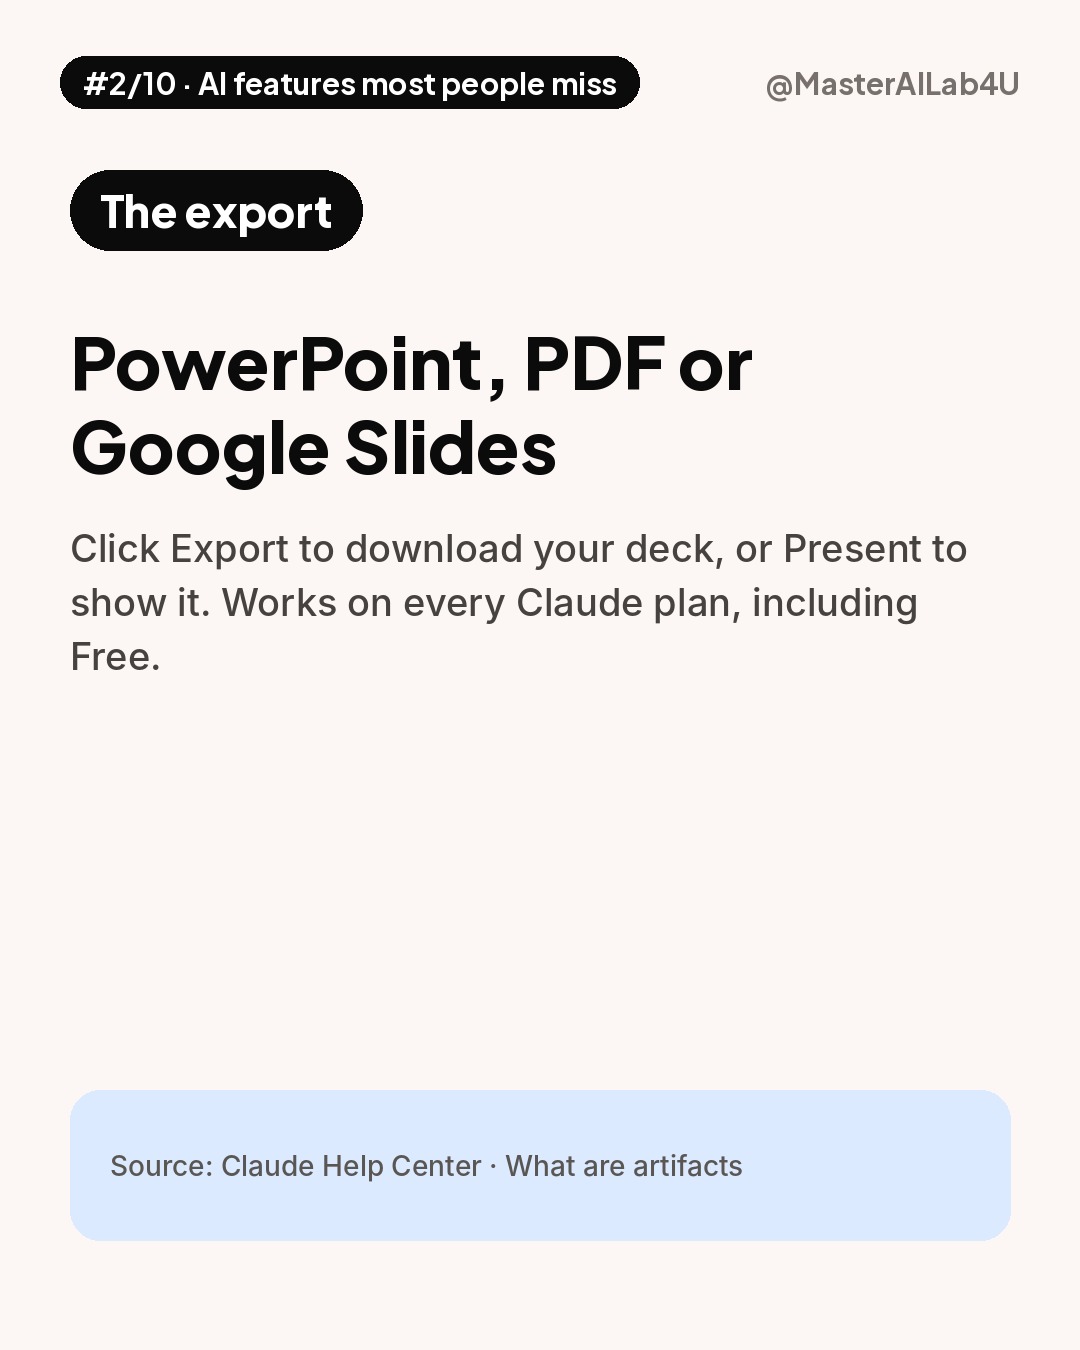 #2/10 · AI features most people miss
@MasterAILab4U
The export
PowerPoint, PDF or
Google Slides
Click Export to download your deck, or Present to
show it. Works on every Claude plan, including
Free.
Source: Claude Help Center · What are artifacts